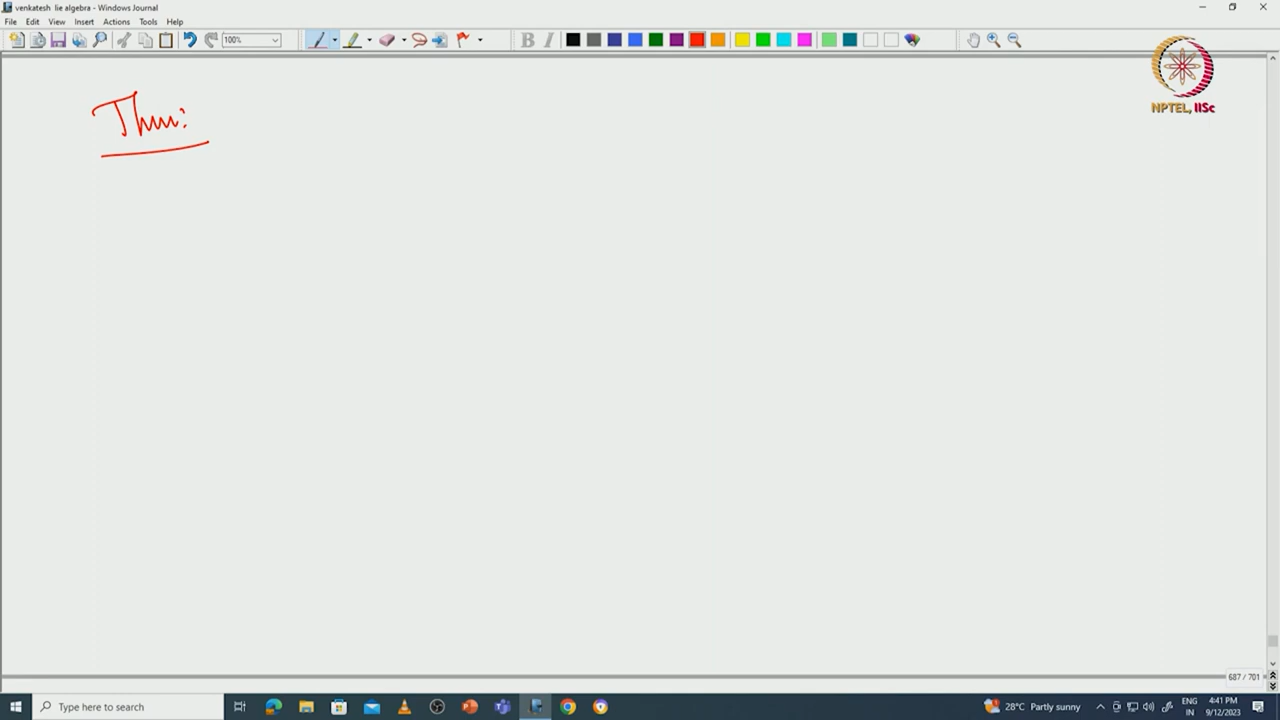 venkatesh lie algebra - Windows Journal
File Edit View Insert Actions Tools Help
100%
B I
NPTEL, IISc
Thm:
687 / 701
Type here to search
28°C Partly sunny
ENG
IN
4:41 PM
9/12/2023